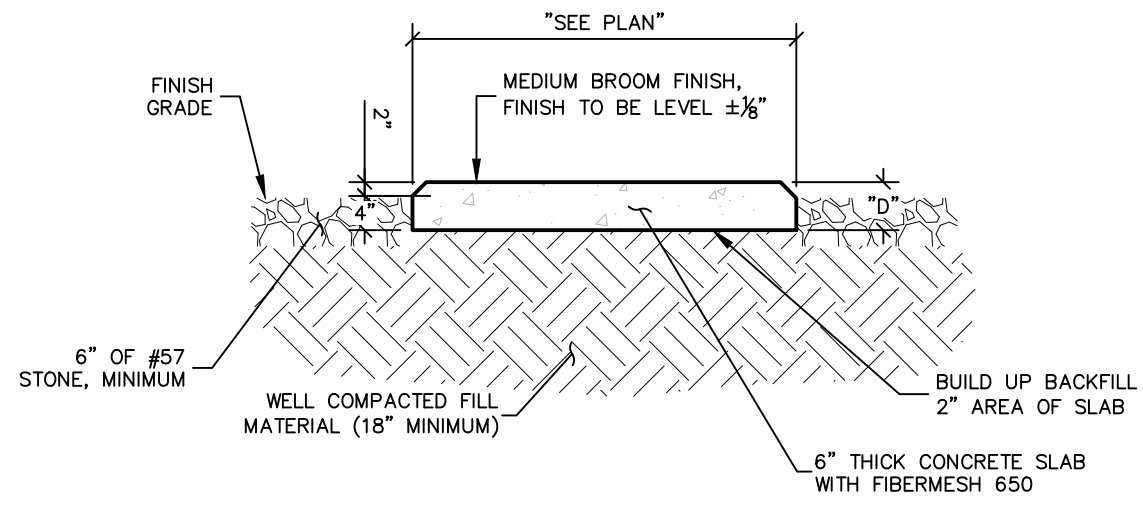 "SEE PLAN"
FINISH
GRADE
2"
MEDIUM BROOM FINISH,
FINISH TO BE LEVEL ±⅛"
4"
"D"
6" OF #57
STONE, MINIMUM
WELL COMPACTED FILL
MATERIAL (18" MINIMUM)
BUILD UP BACKFILL
2" AREA OF SLAB
6" THICK CONCRETE SLAB
WITH FIBERMESH 650